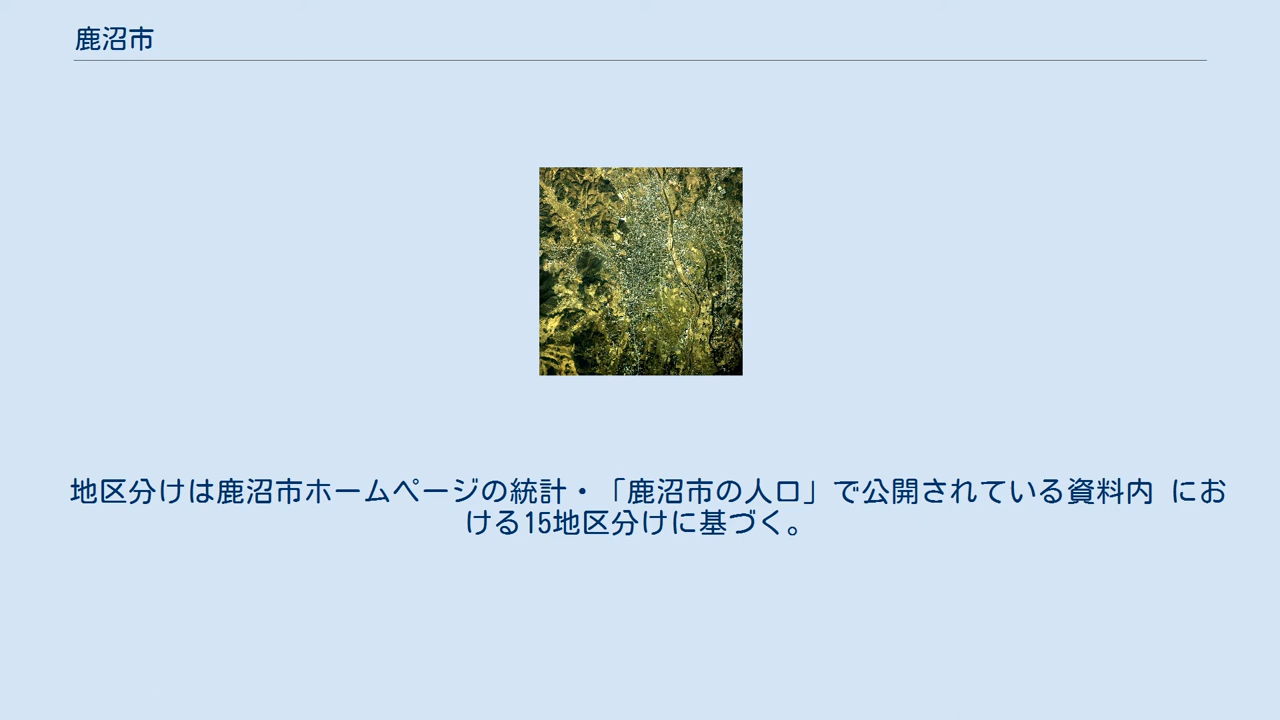 鹿沼市
地区分けは鹿沼市ホームページの統計・「鹿沼市の人口」で公開されている資料内 にお
ける15地区分けに基づく。